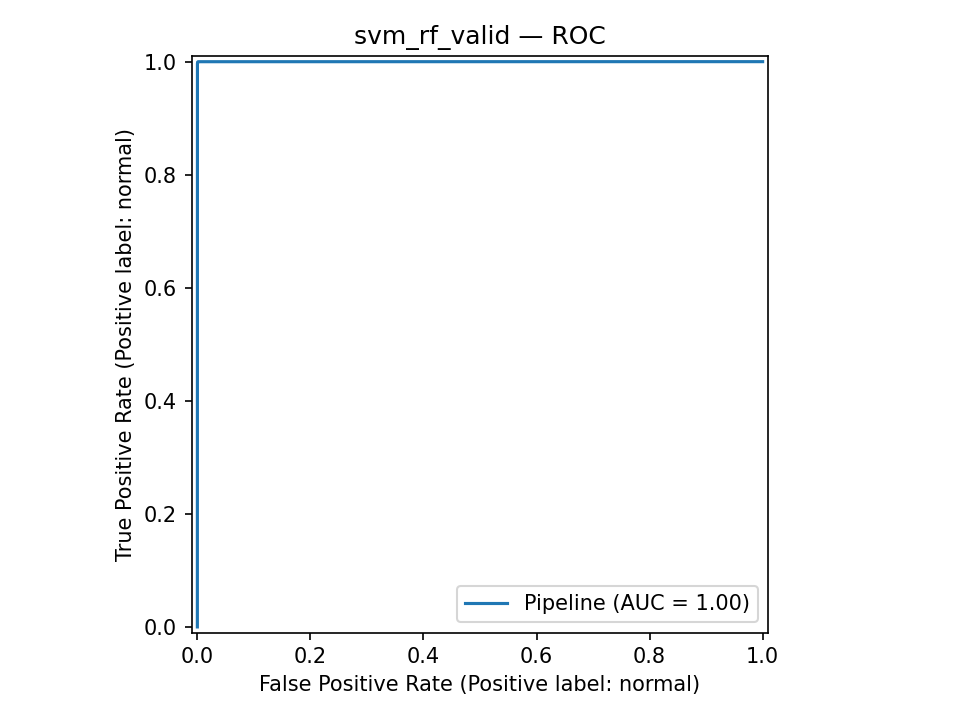 svm_rf_valid — ROC
True Positive Rate (Positive label: normal)
1.0
0.8
0.6
0.4
0.2
0.0
Pipeline (AUC = 1.00)
0.0 0.2 0.4 0.6 0.8 1.0
False Positive Rate (Positive label: normal)